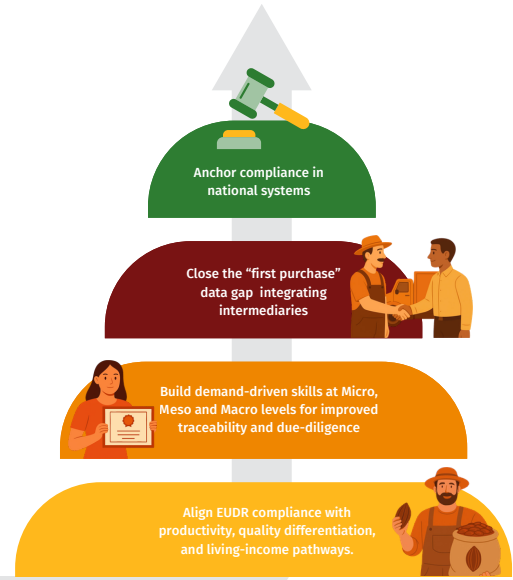 Anchor compliance in
national systems
Close the “first purchase”
data gap integrating
intermediaries
Build demand-driven skills at Micro,
Meso and Macro levels for improved
traceability and due-diligence
Align EUDR compliance with
productivity, quality differentiation,
and living-income pathways.